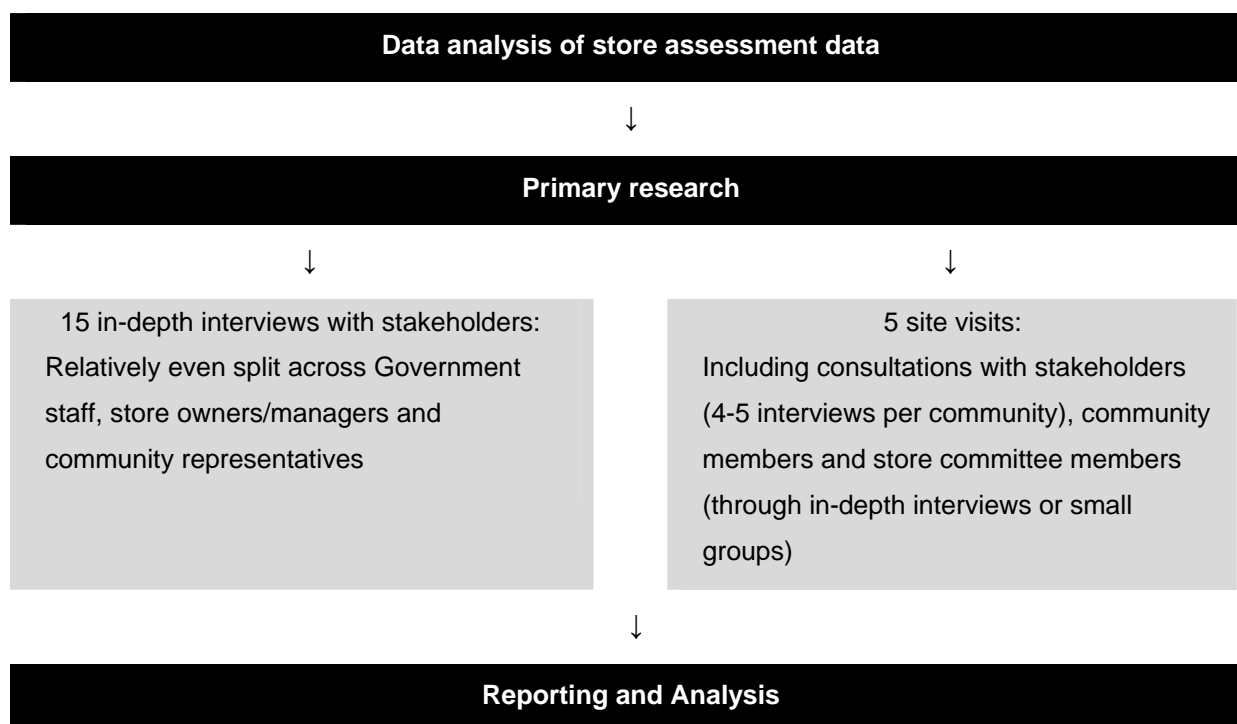 Data analysis of store assessment data
↓
Primary research
↓ ↓
15 in-depth interviews with stakeholders:
Relatively even split across Government
staff, store owners/managers and
community representatives
5 site visits:
Including consultations with stakeholders
(4-5 interviews per community), community
members and store committee members
(through in-depth interviews or small
groups)
↓
Reporting and Analysis